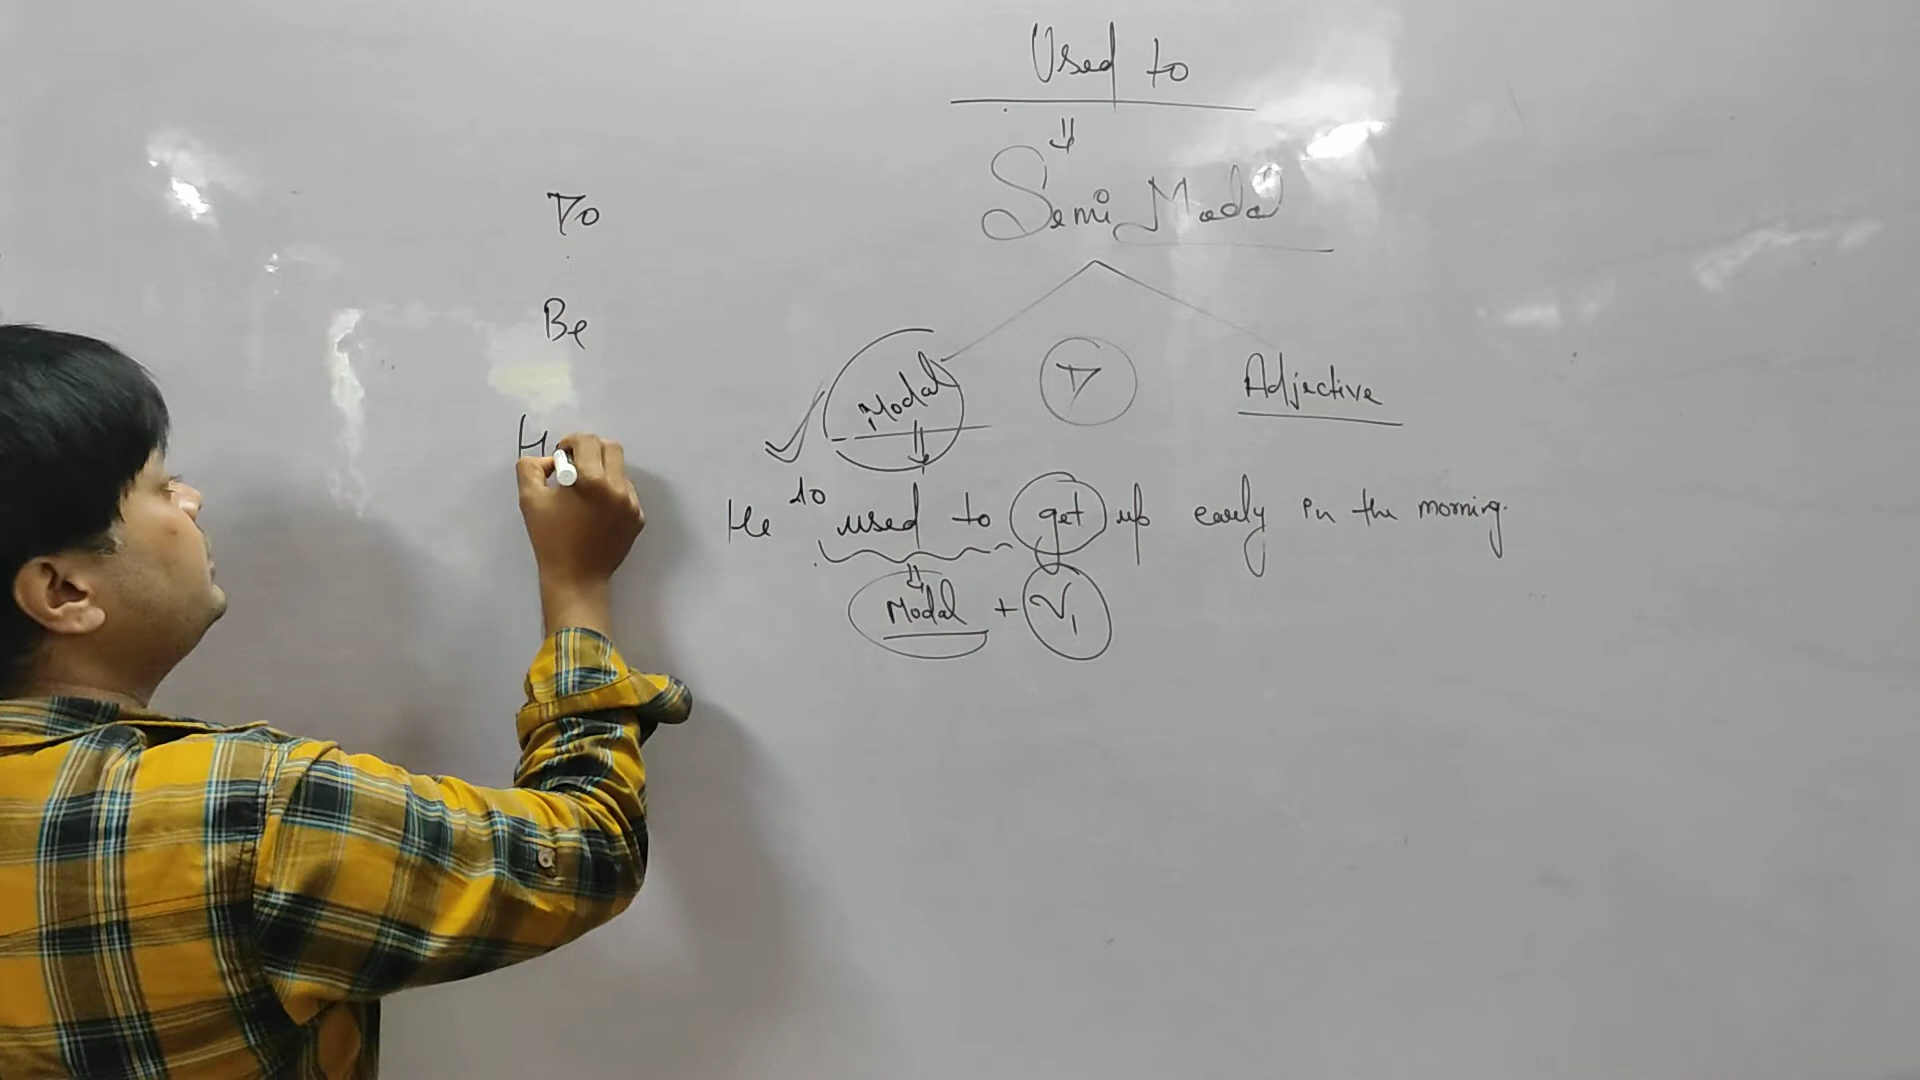 Used to
Semi Modal
Do
Be
H
Modal D Adjective
He do used to get up early in the morning.
Modal + V1